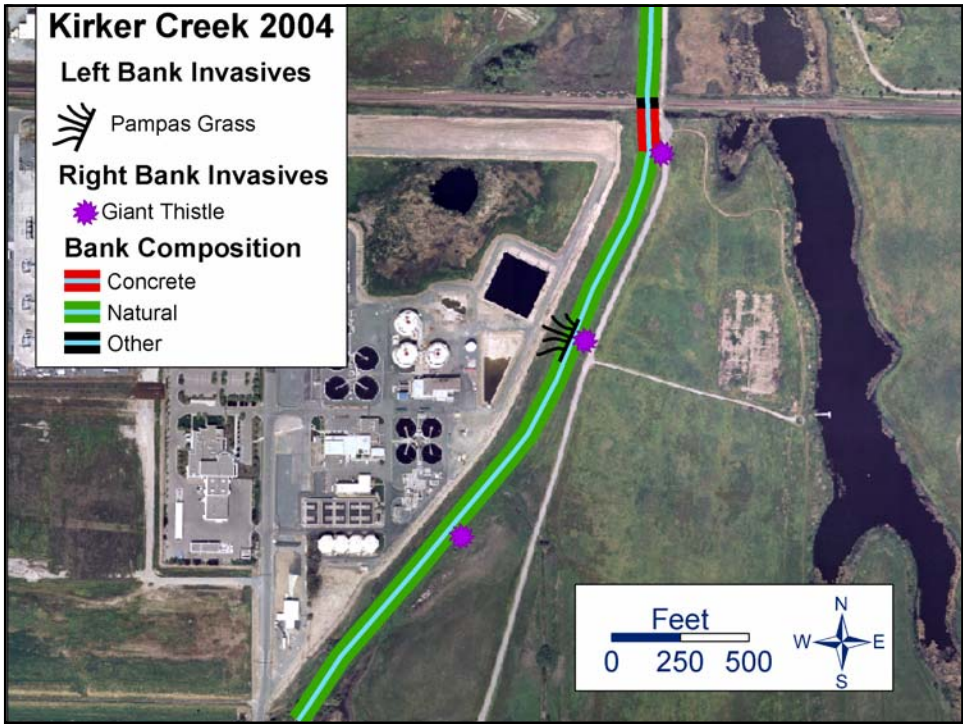 Kirker Creek 2004
Left Bank Invasives
Pampas Grass
Right Bank Invasives
Giant Thistle
Bank Composition
Concrete
Natural
Other
Feet
0 250 500
N
W E
S